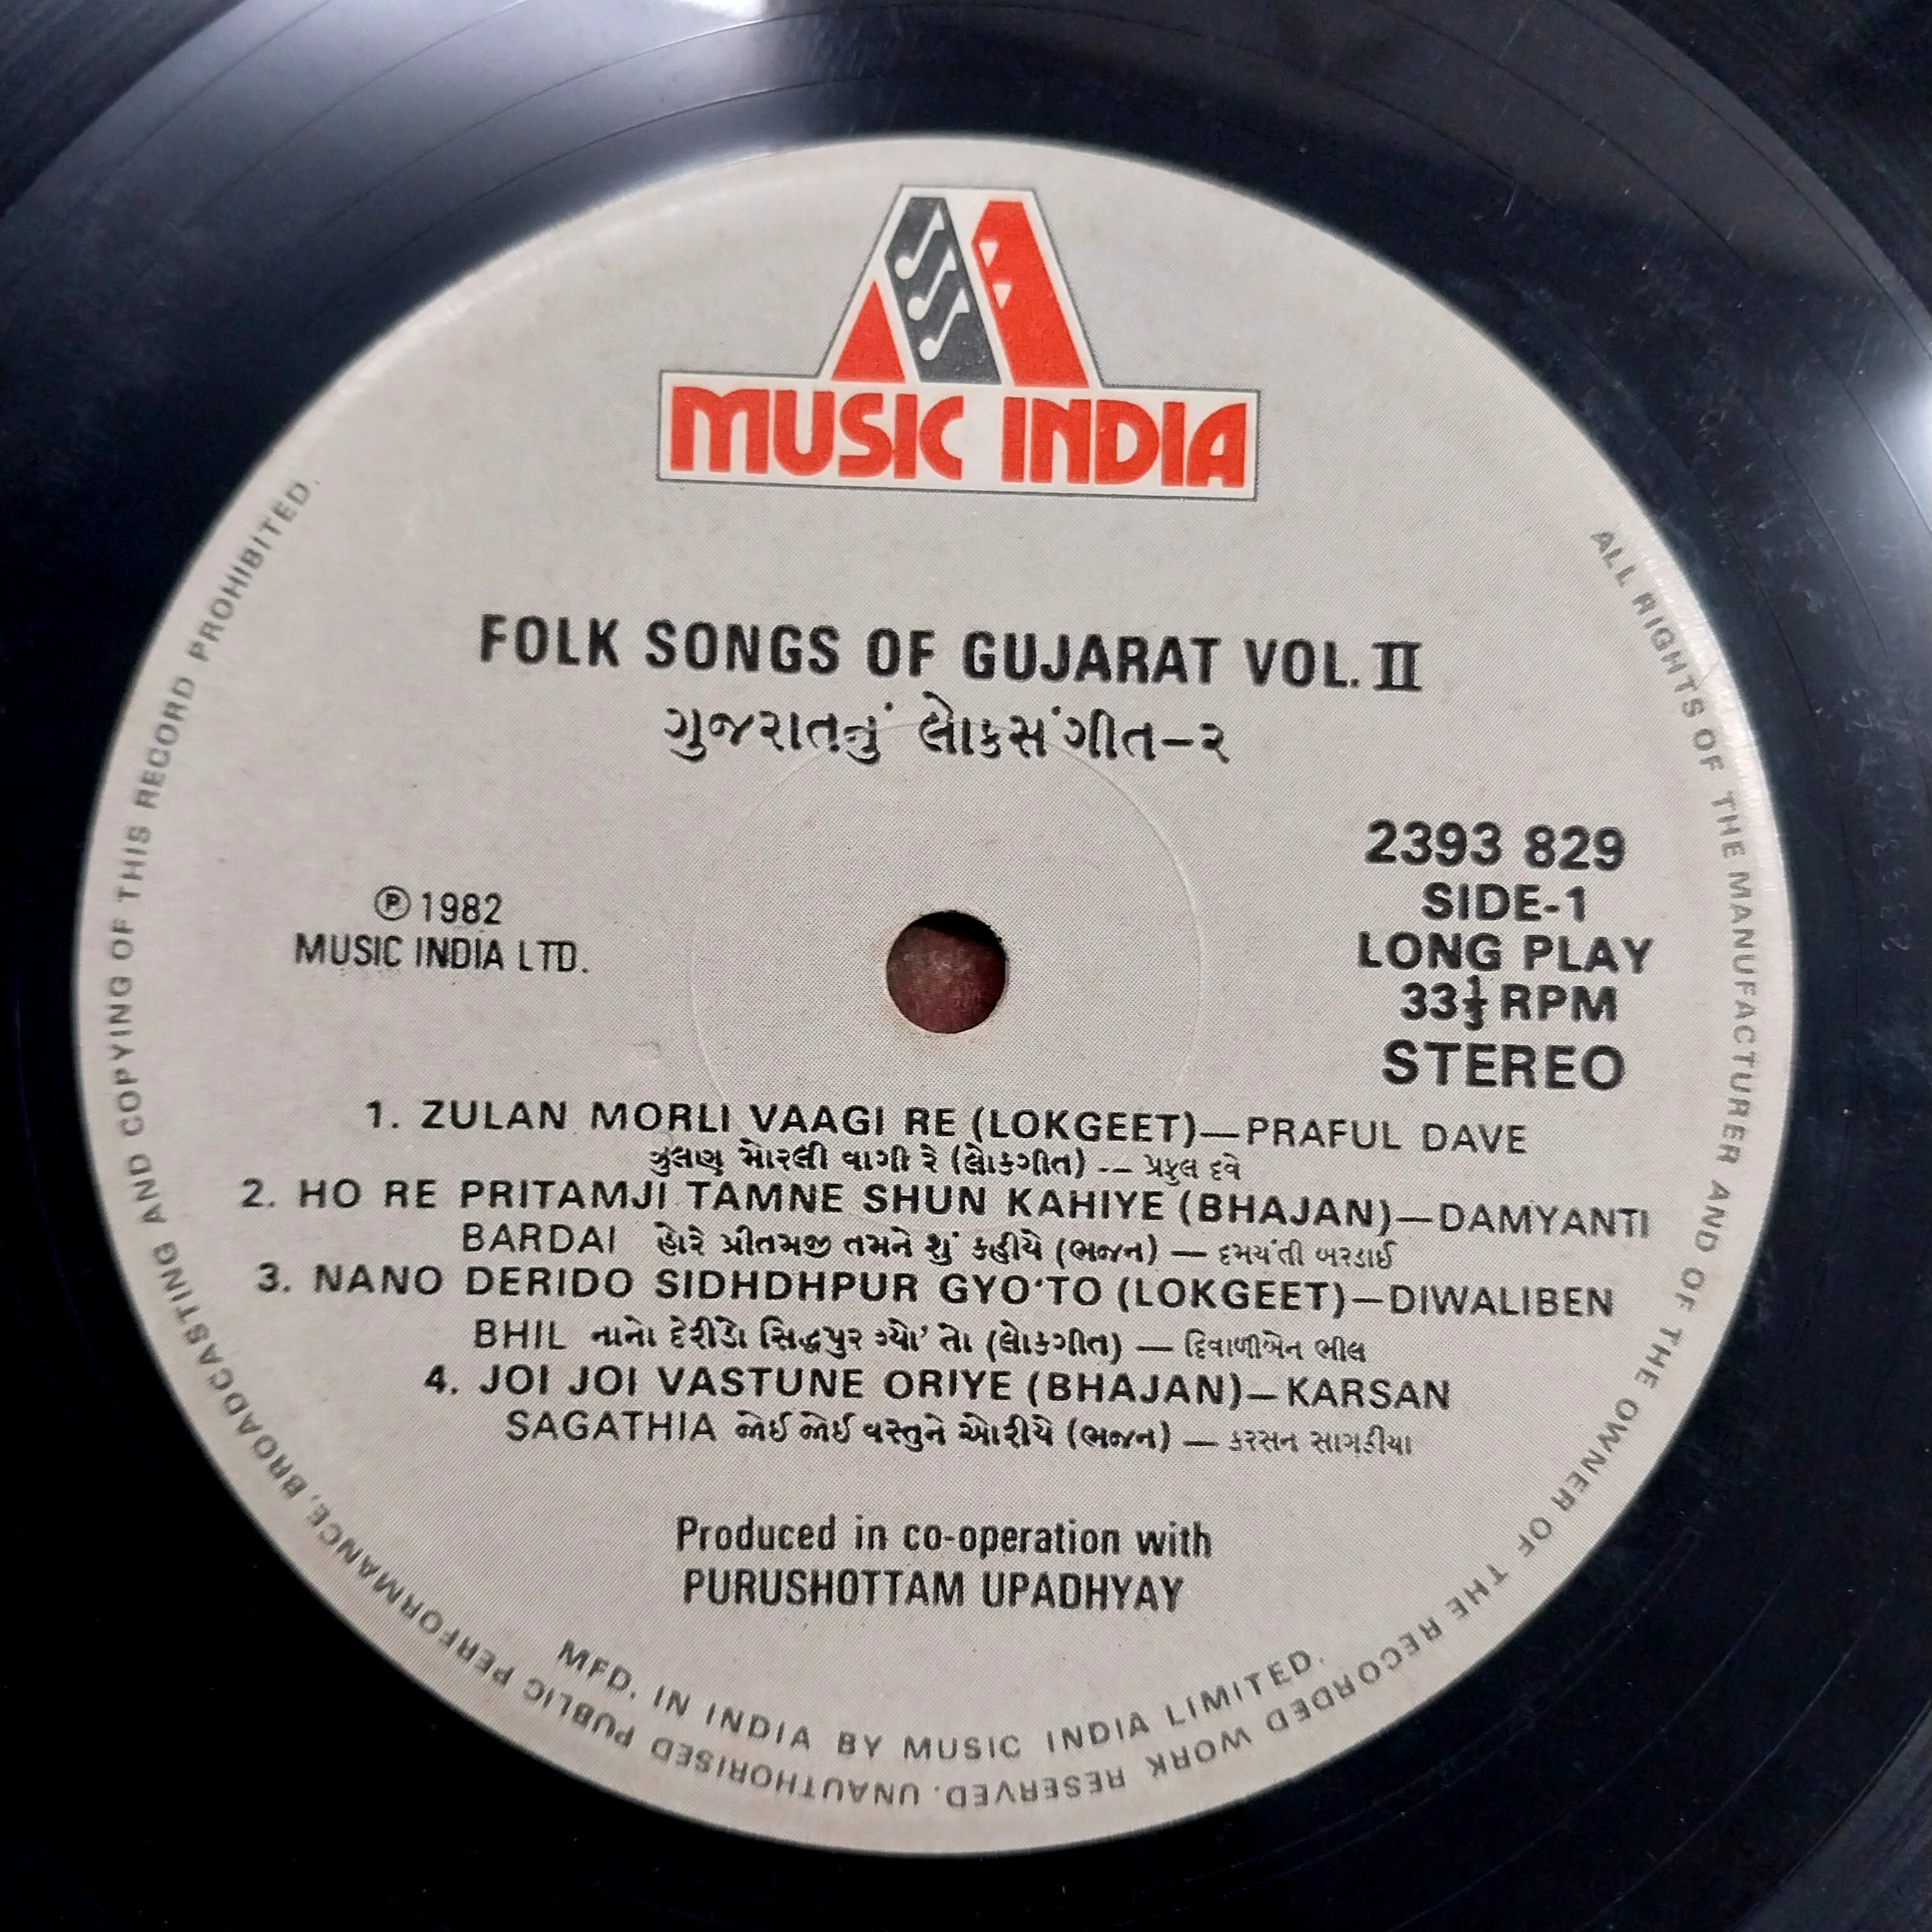 MUSIC INDIA
FOLK SONGS OF GUJARAT VOL. II
ગુજરાતનું લોકસંગીત-૨
2393 829
SIDE-1
LONG PLAY
33⅓ RPM
STEREO
℗ 1982
MUSIC INDIA LTD.
1. ZULAN MORLI VAAGI RE (LOKGEET)—PRAFUL DAVE
ઝુલણ મોરલી વાગી રે (લોકગીત) -– પ્રફુલ દવે
2. HO RE PRITAMJI TAMNE SHUN KAHIYE (BHAJAN)—DAMYANTI
BARDAI હોરે પ્રીતમજી તમને શું કહીયે (ભજન) — દમયંતી બરડાઈ
3. NANO DERIDO SIDHDHPUR GYO'TO (LOKGEET)—DIWALIBEN
BHIL નાનો દેરીડો સિદ્ધપુર ગ્યો' તો (લોકગીત) — દિવાળીબેન ભીલ
4. JOI JOI VASTUNE ORIYE (BHAJAN)—KARSAN
SAGATHIA જોઈ જોઈ વસ્તુને ઓરીયે (ભજન) — કરસન સાગઠીયા
Produced in co-operation with
PURUSHOTTAM UPADHYAY
MFD. IN INDIA BY MUSIC INDIA LIMITED.
ALL RIGHTS OF THE MANUFACTURER AND OF THE OWNER OF THE RECORDED WORK RESERVED. UNAUTHORISED PUBLIC PERFORMANCE, BROADCASTING AND COPYING OF THIS RECORD PROHIBITED.